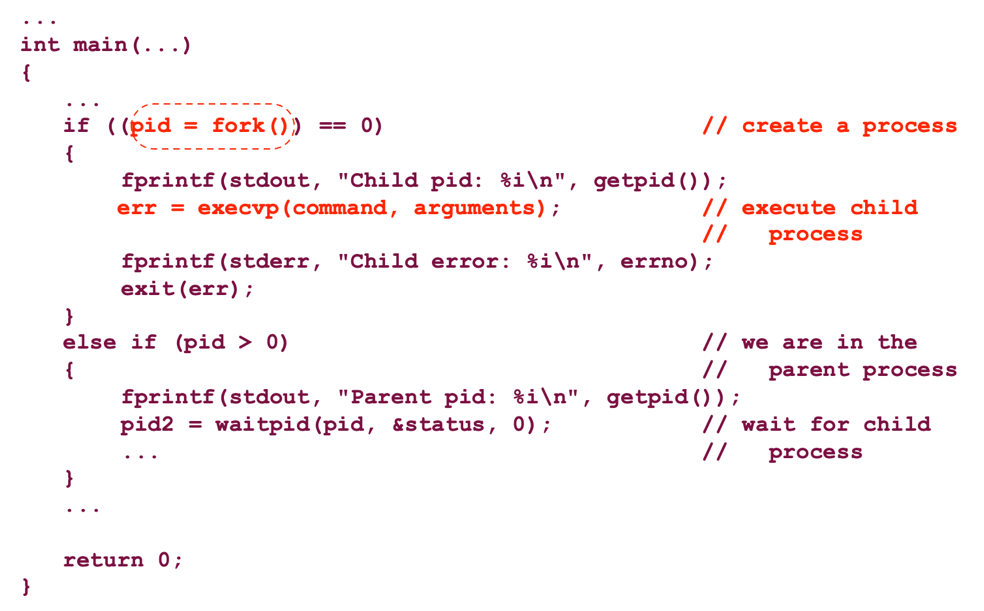 ...
int main(...)
{
...
if ((pid = fork()) == 0) // create a process
{
fprintf(stdout, "Child pid: %i\n", getpid());
err = execvp(command, arguments); // execute child
// process
fprintf(stderr, "Child error: %i\n", errno);
exit(err);
}
else if (pid > 0) // we are in the
{ // parent process
fprintf(stdout, "Parent pid: %i\n", getpid());
pid2 = waitpid(pid, &status, 0); // wait for child
... // process
}
...
return 0;
}